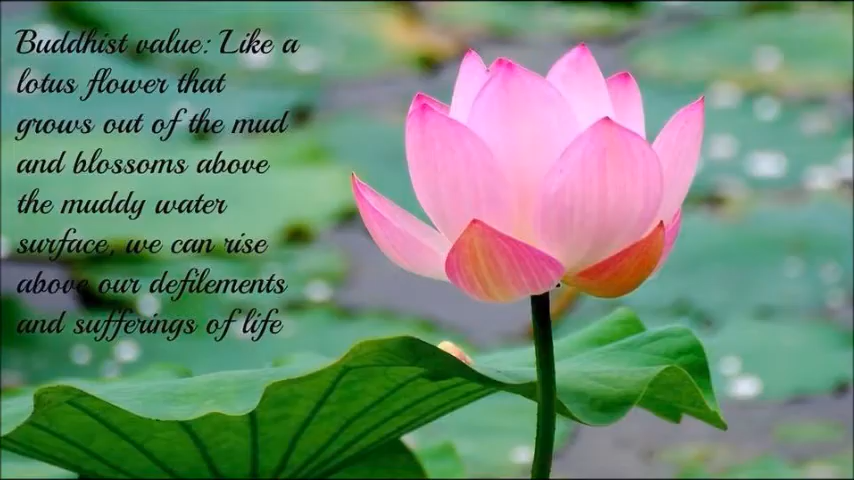 Buddhist value: Like a
lotus flower that
grows out of the mud
and blossoms above
the muddy water
surface, we can rise
above our defilements
and sufferings of life